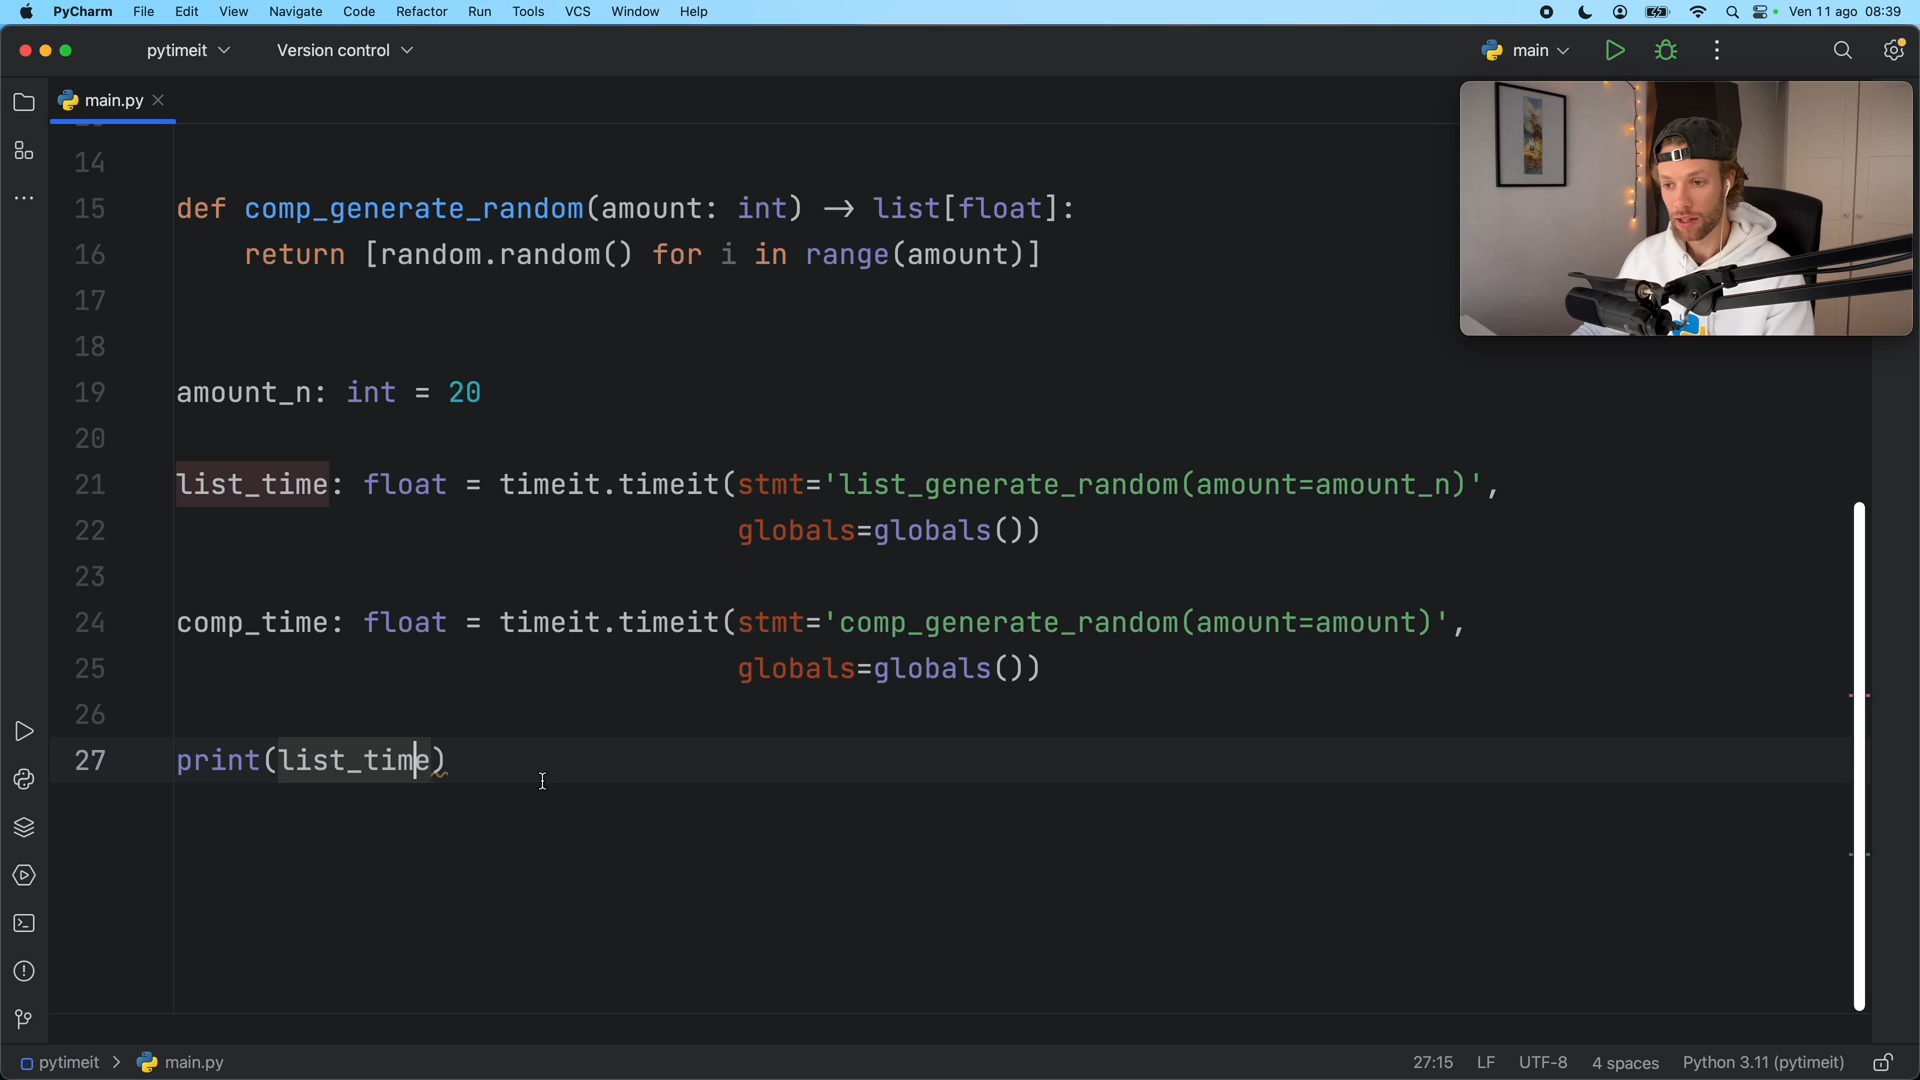 PyCharm File Edit View Navigate Code Refactor Run Tools VCS Window Help Ven 11 ago 08:39
pytimeit Version control main
main.py
14
15 def comp_generate_random(amount: int) → list[float]:
16 return [random.random() for i in range(amount)]
17
18
19 amount_n: int = 20
20
21 list_time: float = timeit.timeit(stmt='list_generate_random(amount=amount_n)',
22 globals=globals())
23
24 comp_time: float = timeit.timeit(stmt='comp_generate_random(amount=amount)',
25 globals=globals())
26
27 print(list_time)
pytimeit > main.py 27:15 LF UTF-8 4 spaces Python 3.11 (pytimeit)